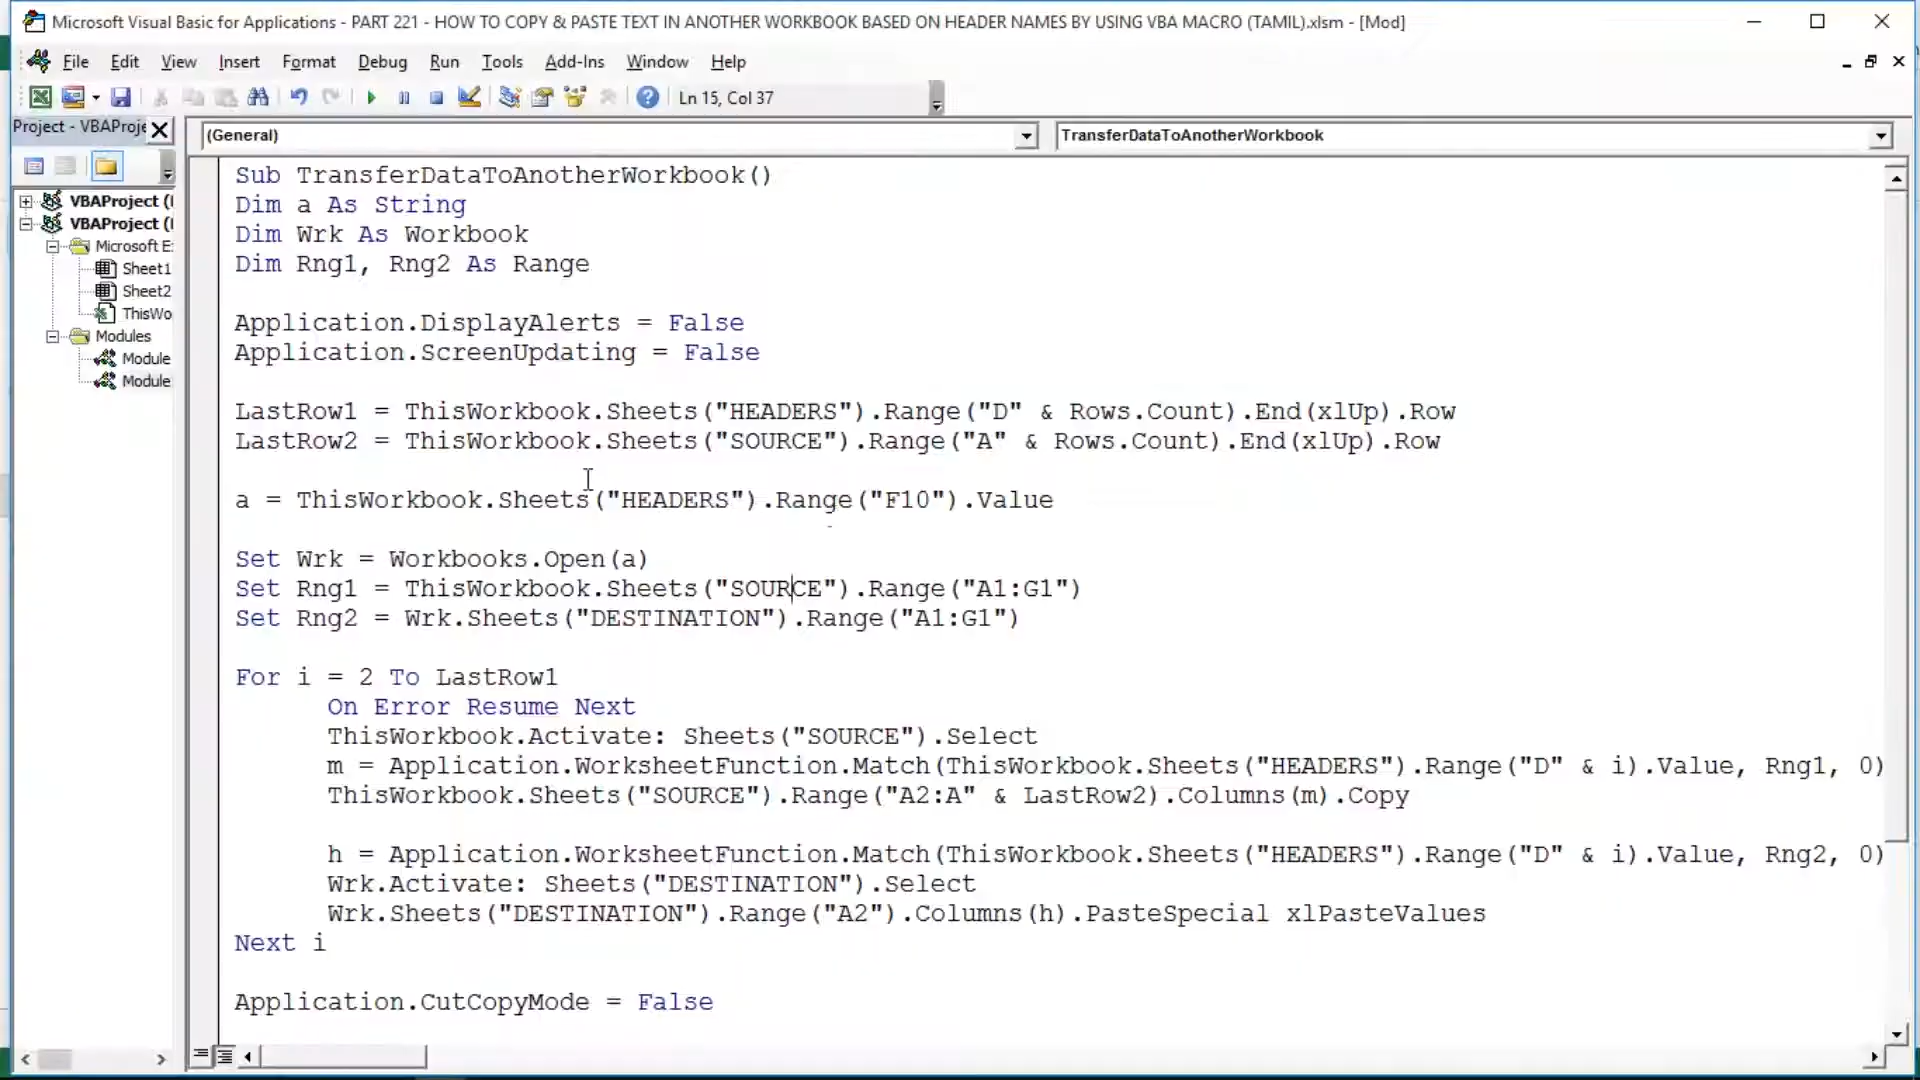 Microsoft Visual Basic for Applications - PART 221 - HOW TO COPY & PASTE TEXT IN ANOTHER WORKBOOK BASED ON HEADER NAMES BY USING VBA MACRO (TAMIL).xlsm - [Mod]
File Edit View Insert Format Debug Run Tools Add-Ins Window Help
Ln 15, Col 37
Project - VBAProje
(General) TransferDataToAnotherWorkbook
VBAProject (
VBAProject (
Microsoft E
Sheet1
Sheet2
ThisWo
Modules
Module
Module
Sub TransferDataToAnotherWorkbook()
Dim a As String
Dim Wrk As Workbook
Dim Rng1, Rng2 As Range
Application.DisplayAlerts = False
Application.ScreenUpdating = False
LastRow1 = ThisWorkbook.Sheets("HEADERS").Range("D" & Rows.Count).End(xlUp).Row
LastRow2 = ThisWorkbook.Sheets("SOURCE").Range("A" & Rows.Count).End(xlUp).Row
a = ThisWorkbook.Sheets("HEADERS").Range("F10").Value
Set Wrk = Workbooks.Open(a)
Set Rng1 = ThisWorkbook.Sheets("SOURCE").Range("A1:G1")
Set Rng2 = Wrk.Sheets("DESTINATION").Range("A1:G1")
For i = 2 To LastRow1
On Error Resume Next
ThisWorkbook.Activate: Sheets("SOURCE").Select
m = Application.WorksheetFunction.Match(ThisWorkbook.Sheets("HEADERS").Range("D" & i).Value, Rng1, 0)
ThisWorkbook.Sheets("SOURCE").Range("A2:A" & LastRow2).Columns(m).Copy
h = Application.WorksheetFunction.Match(ThisWorkbook.Sheets("HEADERS").Range("D" & i).Value, Rng2, 0)
Wrk.Activate: Sheets("DESTINATION").Select
Wrk.Sheets("DESTINATION").Range("A2").Columns(h).PasteSpecial xlPasteValues
Next i
Application.CutCopyMode = False